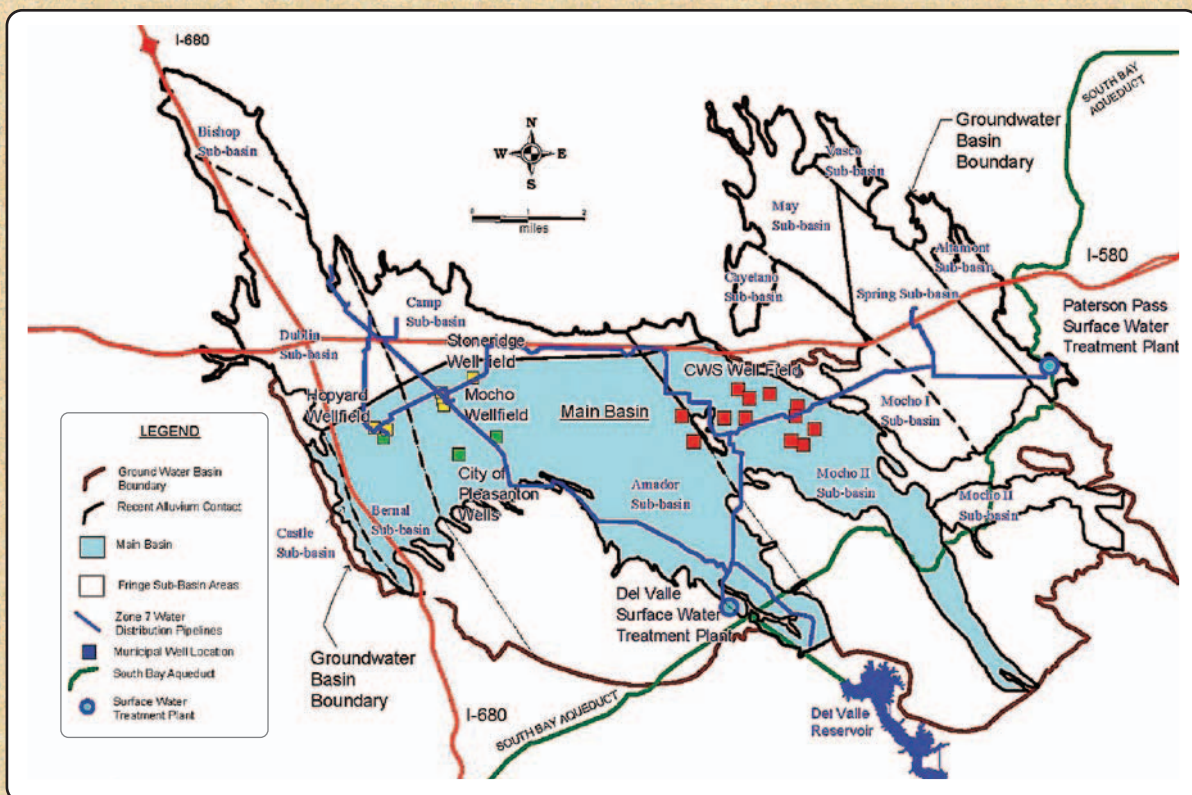 I-680
Bishop
Sub-basin
N
W E
S
0 1 2
miles
SOUTH BAY
AQUEDUCT
Groundwater
Basin
Boundary
Vasco
Sub-basin
May
Sub-basin
Altamont
Sub-basin
I-580
Cayetano
Sub-basin
Spring Sub-basin
Camp
Sub-basin
Dublin
Sub-basin
Stoneridge
Wellfield
Paterson Pass
Surface Water
Treatment Plant
CWS Well Field
Hopyard
Wellfield
Mocho
Wellfield
Main Basin
Mocho I
Sub-basin
City of
Pleasanton
Wells
Amador
Sub-basin
Mocho II
Sub-basin
Mocho II
Sub-basin
Bernal
Sub-basin
Castle
Sub-basin
Del Valle
Surface Water
Treatment Plant
Groundwater
Basin
Boundary
I-680
SOUTH BAY AQUEDUCT
Del Valle
Reservoir
LEGEND
Ground Water Basin
Boundary
Recent Alluvium Contact
Main Basin
Fringe Sub-Basin Areas
Zone 7 Water
Distribution Pipelines
Municipal Well Location
South Bay Aqueduct
Surface Water
Treatment Plant